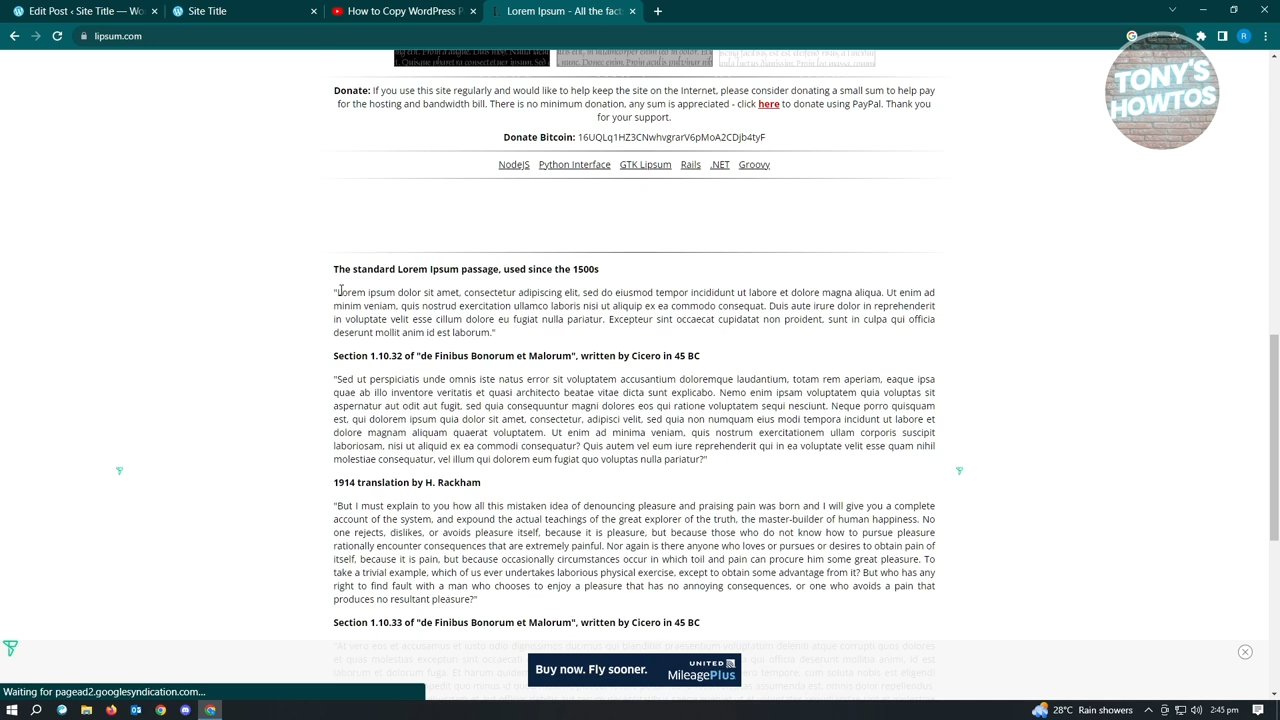 Edit Post ‹ My Site — Wo
Site Title
Keep Your Hosting Co
Lorem Ipsum - All the fact
lipsum.com
R
TONY'S
HOWTOS
Donate: If you use this site regularly and would like to help keep the site on the Internet, please consider donating a small sum to help pay
for the hosting and bandwidth bill. There is no minimum donation, any sum is appreciated - click here to donate using PayPal. Thank you
for your support.
Donate Bitcoin: 16UQLq1HZ3CNwhvgrarV6pMoA2CDjb4tyF
NodeJS Python Interface GTK Lipsum Rails .NET Groovy
The standard Lorem Ipsum passage, used since the 1500s
"Lorem ipsum dolor sit amet, consectetur adipiscing elit, sed do eiusmod tempor incididunt ut labore et dolore magna aliqua. Ut enim ad
minim veniam, quis nostrud exercitation ullamco laboris nisi ut aliquip ex ea commodo consequat. Duis aute irure dolor in reprehenderit
in voluptate velit esse cillum dolore eu fugiat nulla pariatur. Excepteur sint occaecat cupidatat non proident, sunt in culpa qui officia
deserunt mollit anim id est laborum."
Section 1.10.32 of "de Finibus Bonorum et Malorum", written by Cicero in 45 BC
"Sed ut perspiciatis unde omnis iste natus error sit voluptatem accusantium doloremque laudantium, totam rem aperiam, eaque ipsa
quae ab illo inventore veritatis et quasi architecto beatae vitae dicta sunt explicabo. Nemo enim ipsam voluptatem quia voluptas sit
aspernatur aut odit aut fugit, sed quia consequuntur magni dolores eos qui ratione voluptatem sequi nesciunt. Neque porro quisquam
est, qui dolorem ipsum quia dolor sit amet, consectetur, adipisci velit, sed quia non numquam eius modi tempora incidunt ut labore et
dolore magnam aliquam quaerat voluptatem. Ut enim ad minima veniam, quis nostrum exercitationem ullam corporis suscipit
laboriosam, nisi ut aliquid ex ea commodi consequatur? Quis autem vel eum iure reprehenderit qui in ea voluptate velit esse quam nihil
molestiae consequatur, vel illum qui dolorem eum fugiat quo voluptas nulla pariatur?"
1914 translation by H. Rackham
"But I must explain to you how all this mistaken idea of denouncing pleasure and praising pain was born and I will give you a complete
account of the system, and expound the actual teachings of the great explorer of the truth, the master-builder of human happiness. No
one rejects, dislikes, or avoids pleasure itself, because it is pleasure, but because those who do not know how to pursue pleasure
rationally encounter consequences that are extremely painful. Nor again is there anyone who loves or pursues or desires to obtain pain of
itself, because it is pain, but because occasionally circumstances occur in which toil and pain can procure him some great pleasure. To
take a trivial example, which of us ever undertakes laborious physical exercise, except to obtain some advantage from it? But who has any
right to find fault with a man who chooses to enjoy a pleasure that has no annoying consequences, or one who avoids a pain that
produces no resultant pleasure?"
Section 1.10.33 of "de Finibus Bonorum et Malorum", written by Cicero in 45 BC
"At vero eos et accusamus et iusto odio dignissimos ducimus qui blanditiis praesentium voluptatum deleniti atque corrupti quos dolores
Buy now. Fly sooner.
UNITED
MileagePlus
Waiting for pagead2.googlesyndication.com...
28°C Rain showers
2:45 pm